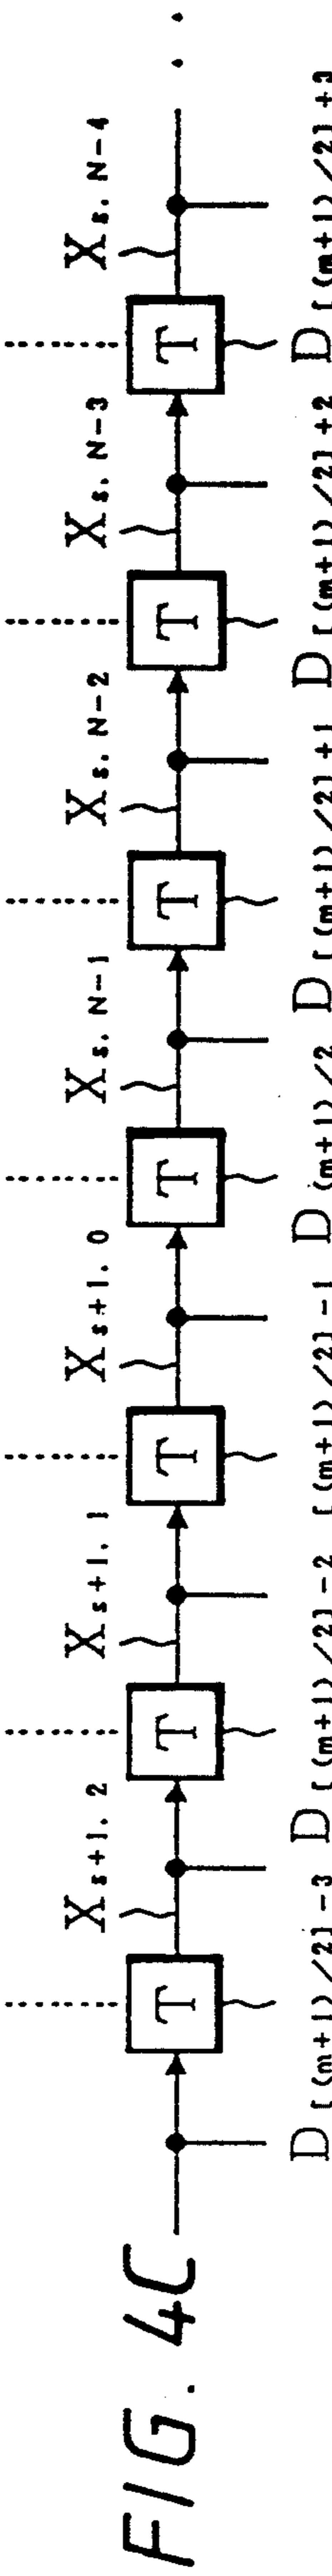 X s+1, 2 X s+1, 1 X s+1, 0 X s, N-1 X s, N-2 X s, N-3 X s, N-4
FIG. 4C T T T T T T T
D [(m+1)/2]-3 D [(m+1)/2]-2 [(m+1)/2]-1 D (m+1)/2 D [(m+1)/2]+1 D [(m+1)/2]+2 D [(m+1)/2]+3